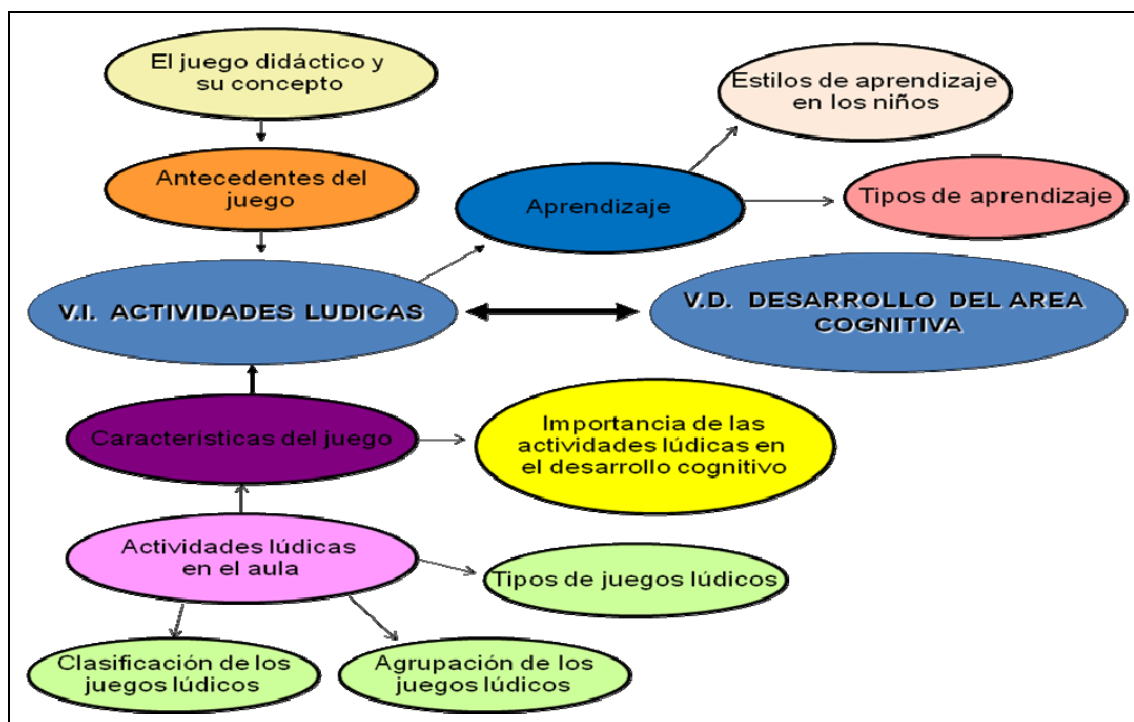 El juego didáctico y
su concepto
Estilos de aprendizaje
en los niños
Antecedentes del
juego
Aprendizaje
Tipos de aprendizaje
V.I. ACTIVIDADES LUDICAS
V.D. DESARROLLO DEL AREA
COGNITIVA
Características del juego
Importancia de las
actividades lúdicas en
el desarrollo cognitivo
Actividades lúdicas
en el aula
Tipos de juegos lúdicos
Clasificación de los
juegos lúdicos
Agrupación de los
juegos lúdicos